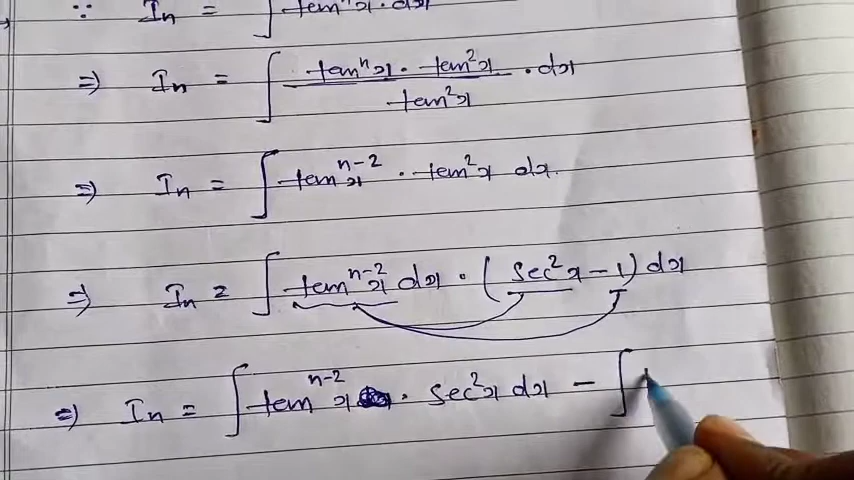 ∵ Iₙ = ∫ tanⁿx · dx
⇒ Iₙ = ∫ (tanⁿx · tan²x)/(tan²x) · dx
⇒ Iₙ = ∫ tanⁿ⁻²x · tan²x dx.
⇒ Iₙ = ∫ tanⁿ⁻²x dx · (sec²x − 1) dx
⇒ Iₙ = ∫ tanⁿ⁻²x · sec²x dx − ∫